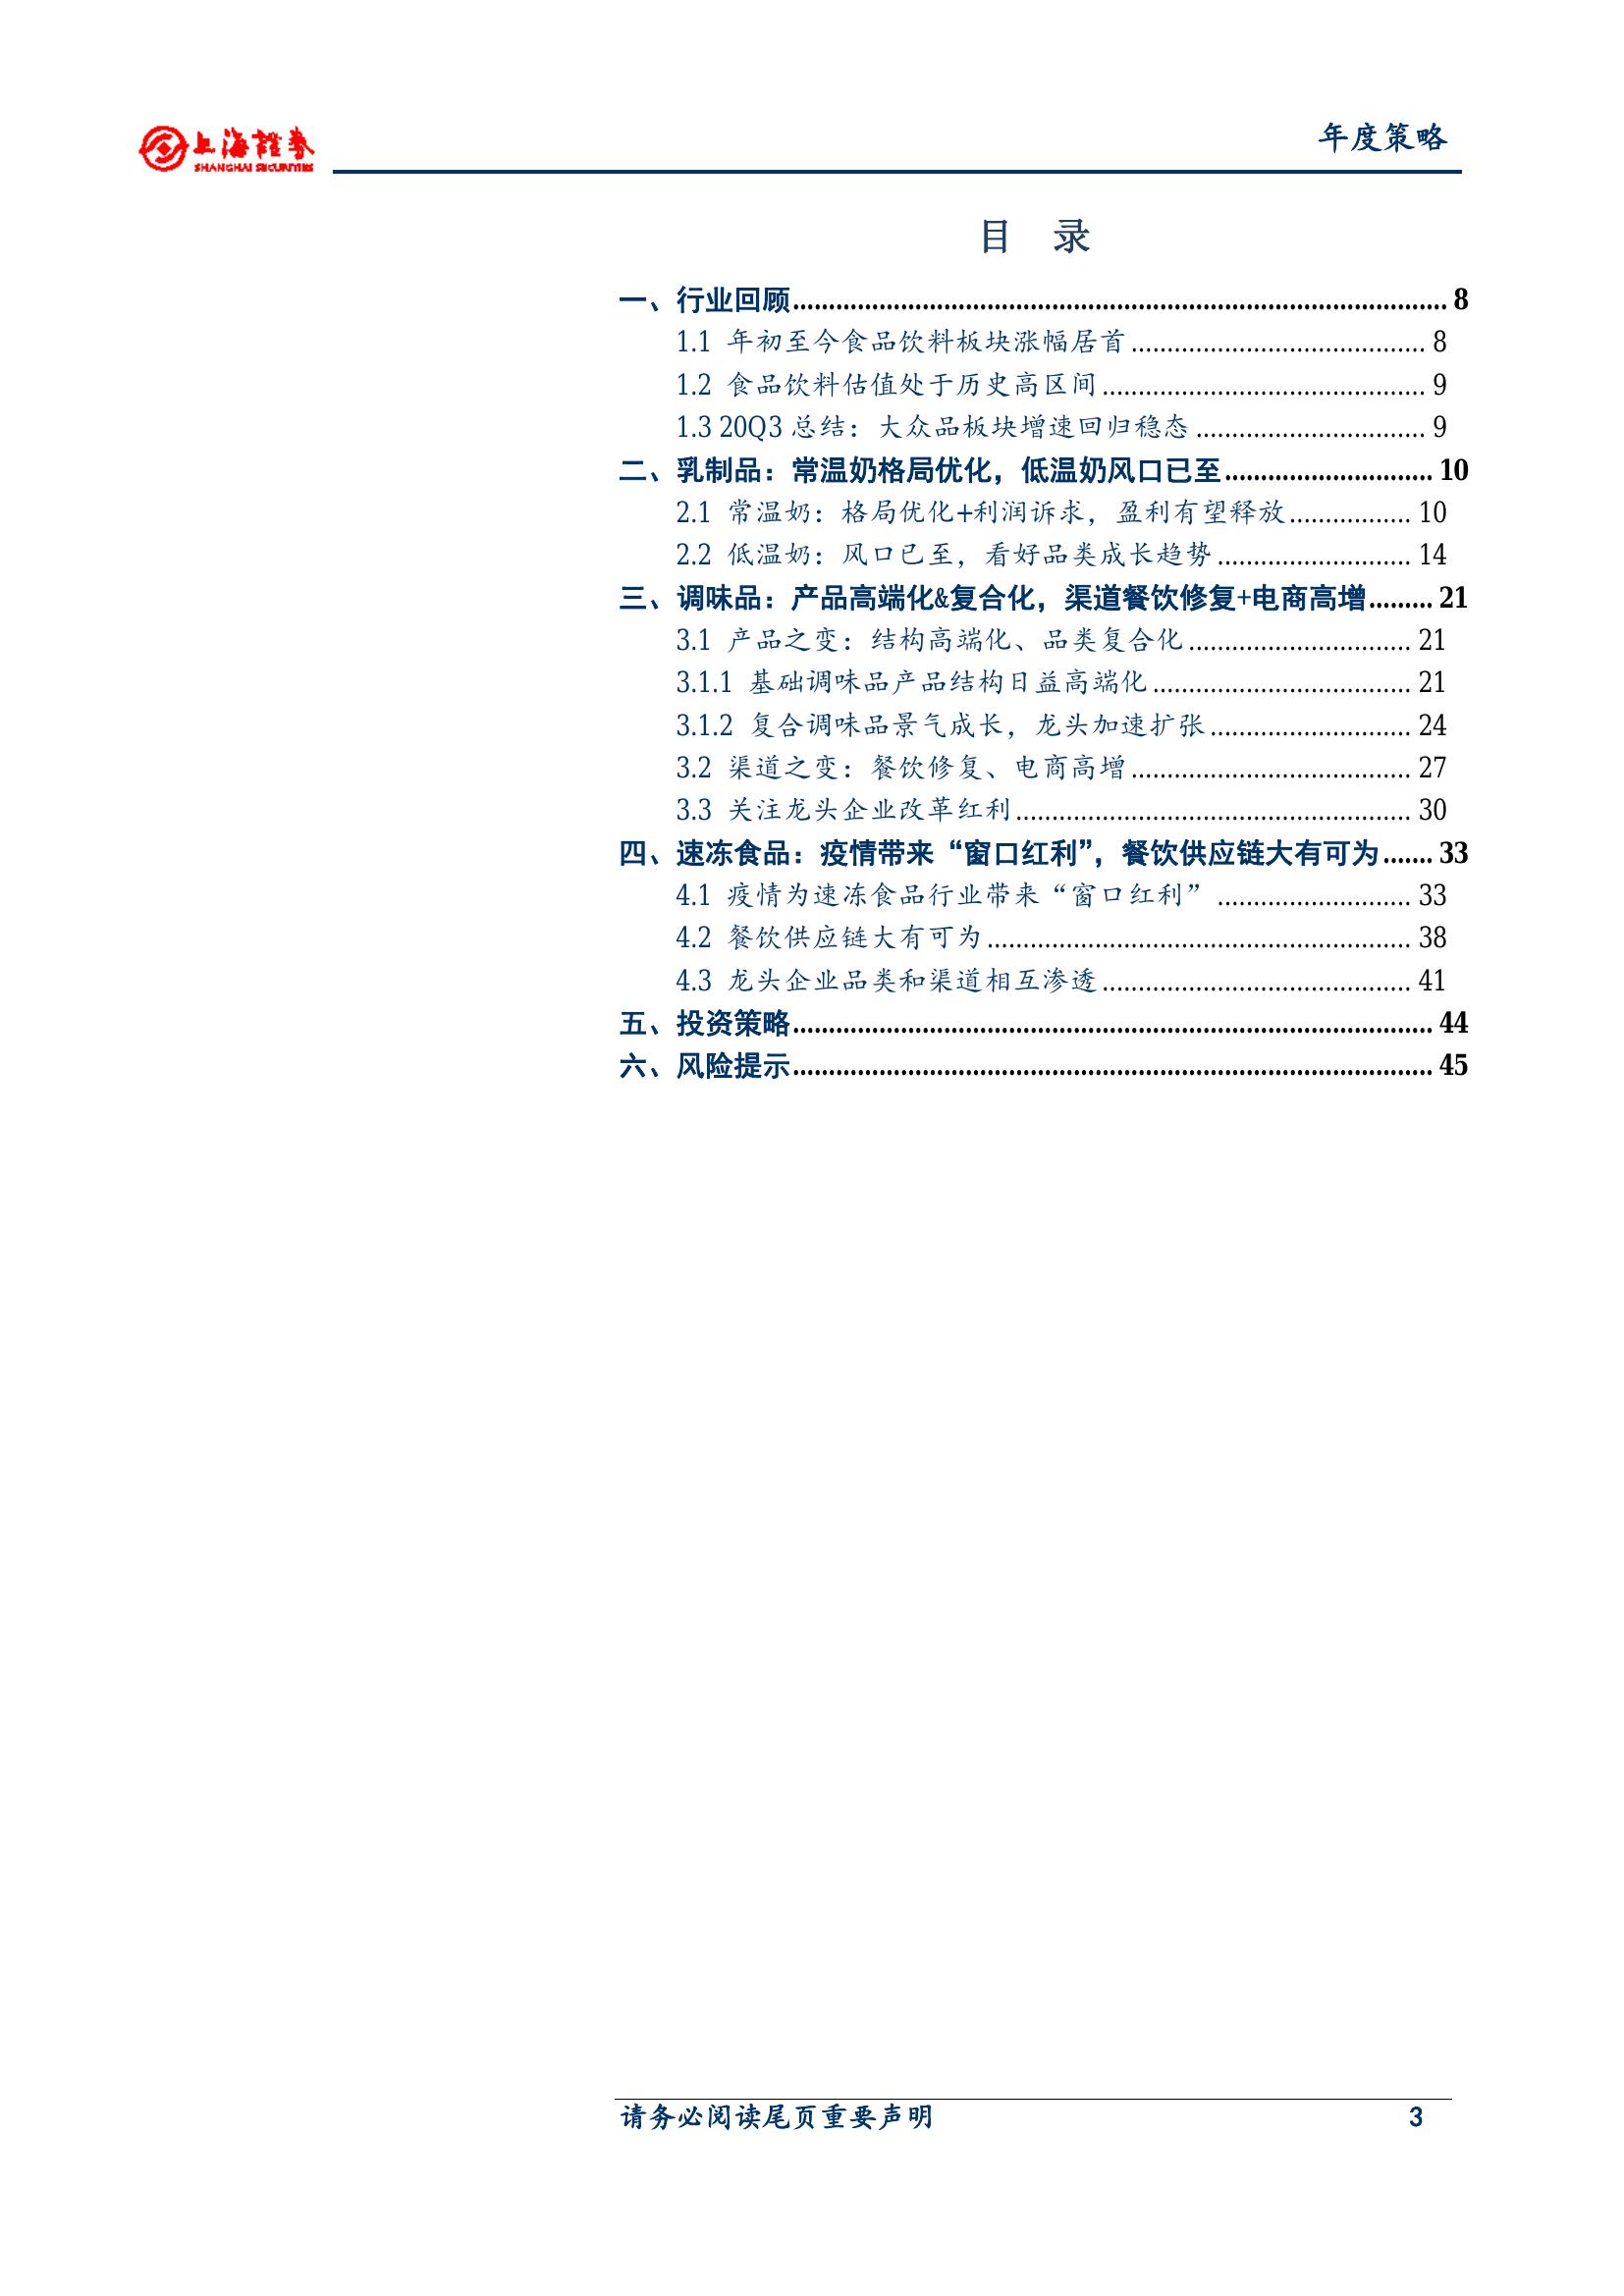 上海證券
SHANGHAI SECURITIES
年度策略
目 录
一、行业回顾........................................................................................... 8
1.1 年初至今食品饮料板块涨幅居首......................................... 8
1.2 食品饮料估值处于历史高区间............................................. 9
1.3 20Q3 总结：大众品板块增速回归稳态................................ 9
二、乳制品：常温奶格局优化，低温奶风口已至............................. 10
2.1 常温奶：格局优化+利润诉求，盈利有望释放................. 10
2.2 低温奶：风口已至，看好品类成长趋势........................... 14
三、调味品：产品高端化&复合化，渠道餐饮修复+电商高增......... 21
3.1 产品之变：结构高端化、品类复合化............................... 21
3.1.1 基础调味品产品结构日益高端化.................................... 21
3.1.2 复合调味品景气成长，龙头加速扩张............................ 24
3.2 渠道之变：餐饮修复、电商高增....................................... 27
3.3 关注龙头企业改革红利....................................................... 30
四、速冻食品：疫情带来“窗口红利”，餐饮供应链大有可为....... 33
4.1 疫情为速冻食品行业带来“窗口红利”........................... 33
4.2 餐饮供应链大有可为........................................................... 38
4.3 龙头企业品类和渠道相互渗透........................................... 41
五、投资策略......................................................................................... 44
六、风险提示......................................................................................... 45
请务必阅读尾页重要声明 3